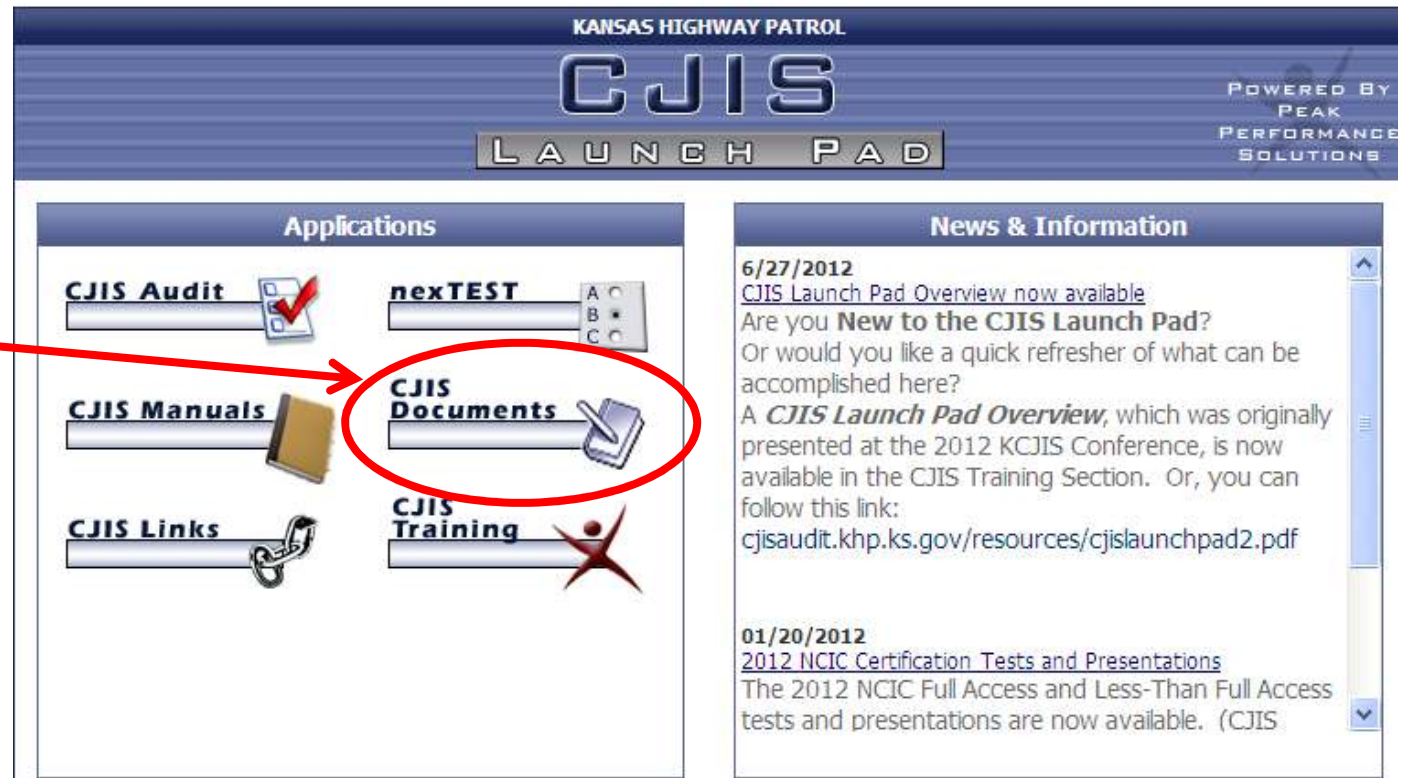 KANSAS HIGHWAY PATROL
CJIS
LAUNCH PAD
POWERED BY
PEAK
PERFORMANCE
SOLUTIONS
Applications
CJIS Audit
nexTEST
A
B
C
CJIS Manuals
CJIS
Documents
CJIS Links
CJIS
Training
News & Information
6/27/2012
CJIS Launch Pad Overview now available
Are you New to the CJIS Launch Pad?
Or would you like a quick refresher of what can be
accomplished here?
A CJIS Launch Pad Overview, which was originally
presented at the 2012 KCJIS Conference, is now
available in the CJIS Training Section. Or, you can
follow this link:
cjisaudit.khp.ks.gov/resources/cjislaunchpad2.pdf
01/20/2012
2012 NCIC Certification Tests and Presentations
The 2012 NCIC Full Access and Less-Than Full Access
tests and presentations are now available. (CJIS